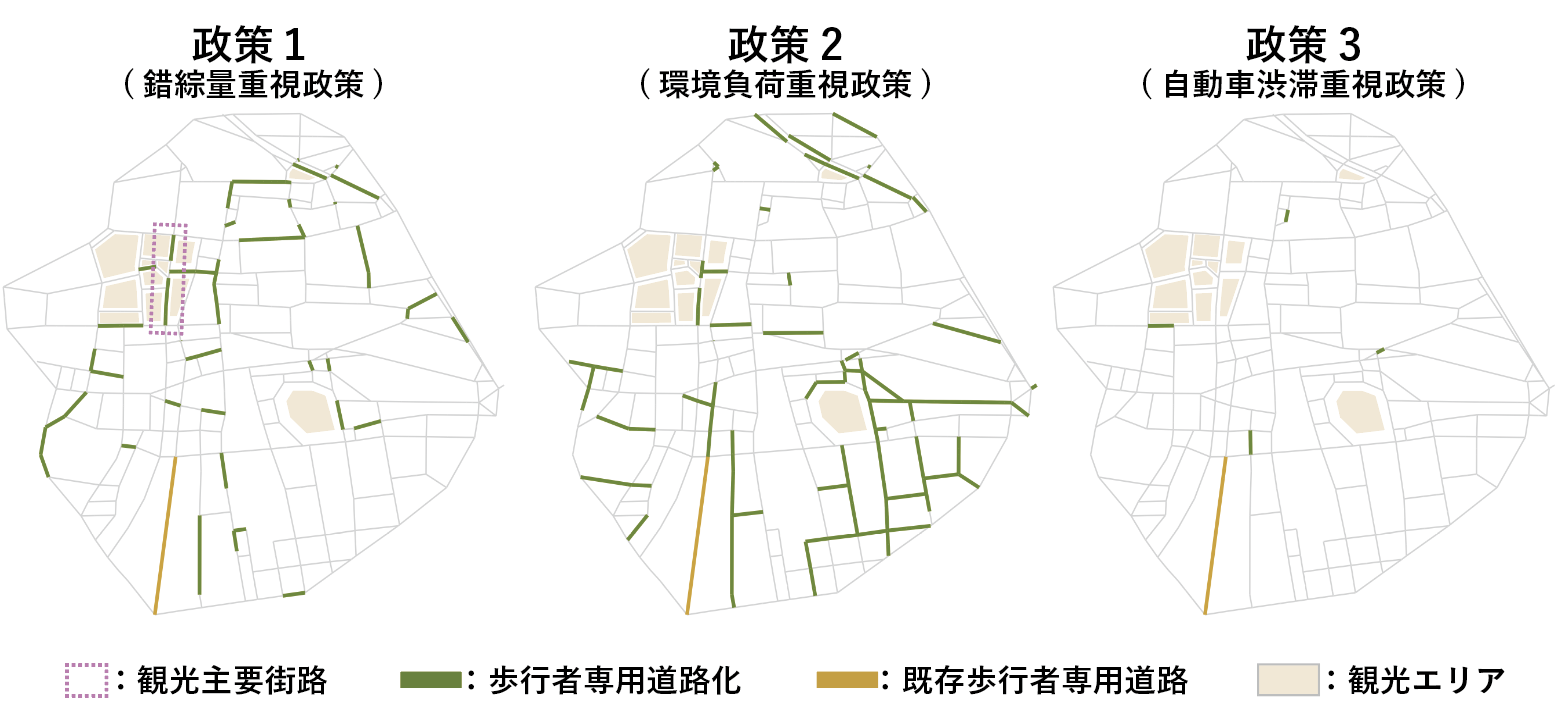 政策 1
( 錯綜量重視政策 )
政策 2
( 環境負荷重視政策 )
政策 3
( 自動車渋滞重視政策 )
：観光主要街路
：歩行者専用道路化
：既存歩行者専用道路
：観光エリア